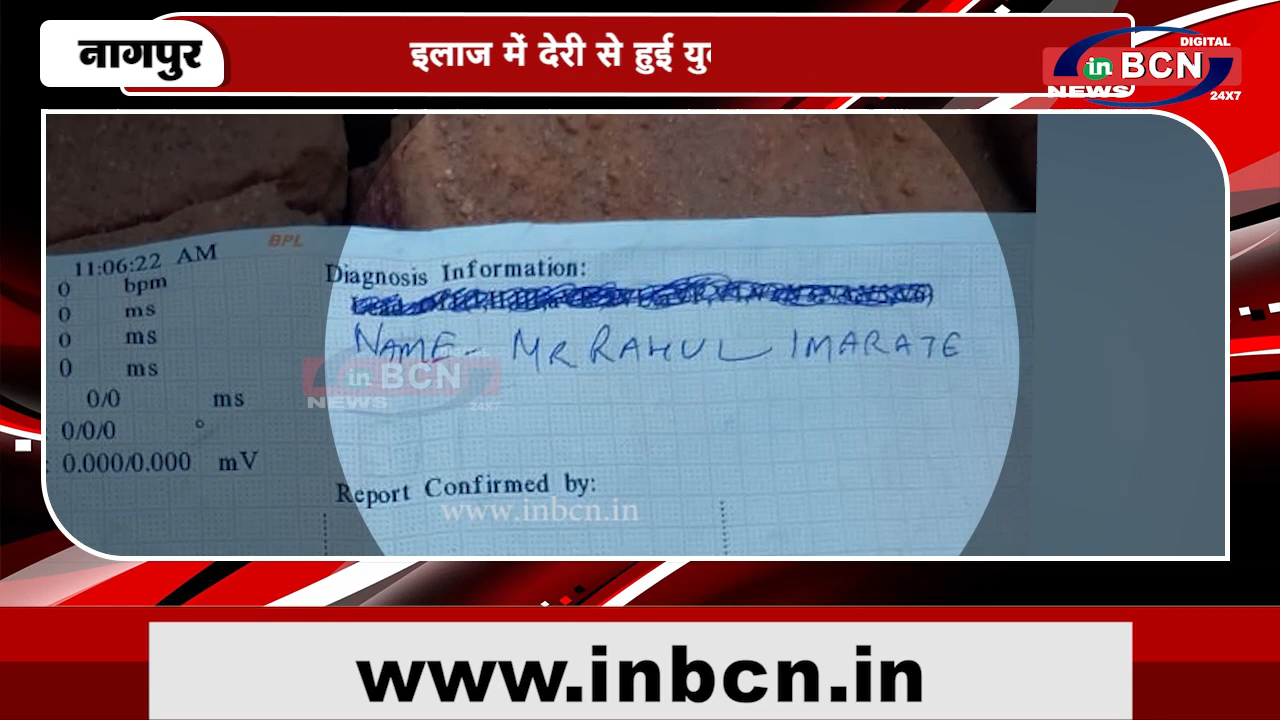 नागपुर
इलाज में देरी से हुई
DIGITAL
in BCN
NEWS
24X7
BPL
11:06:22 AM
0 bpm
0 ms
0 ms
0 ms
0/0 ms
0/0/0 °
0.000/0.000 mV
Diagnosis Information:
NAME - MR RAHUL IMARATE
in BCN
NEWS
24X7
Report Confirmed by:
www.inbcn.in
www.inbcn.in